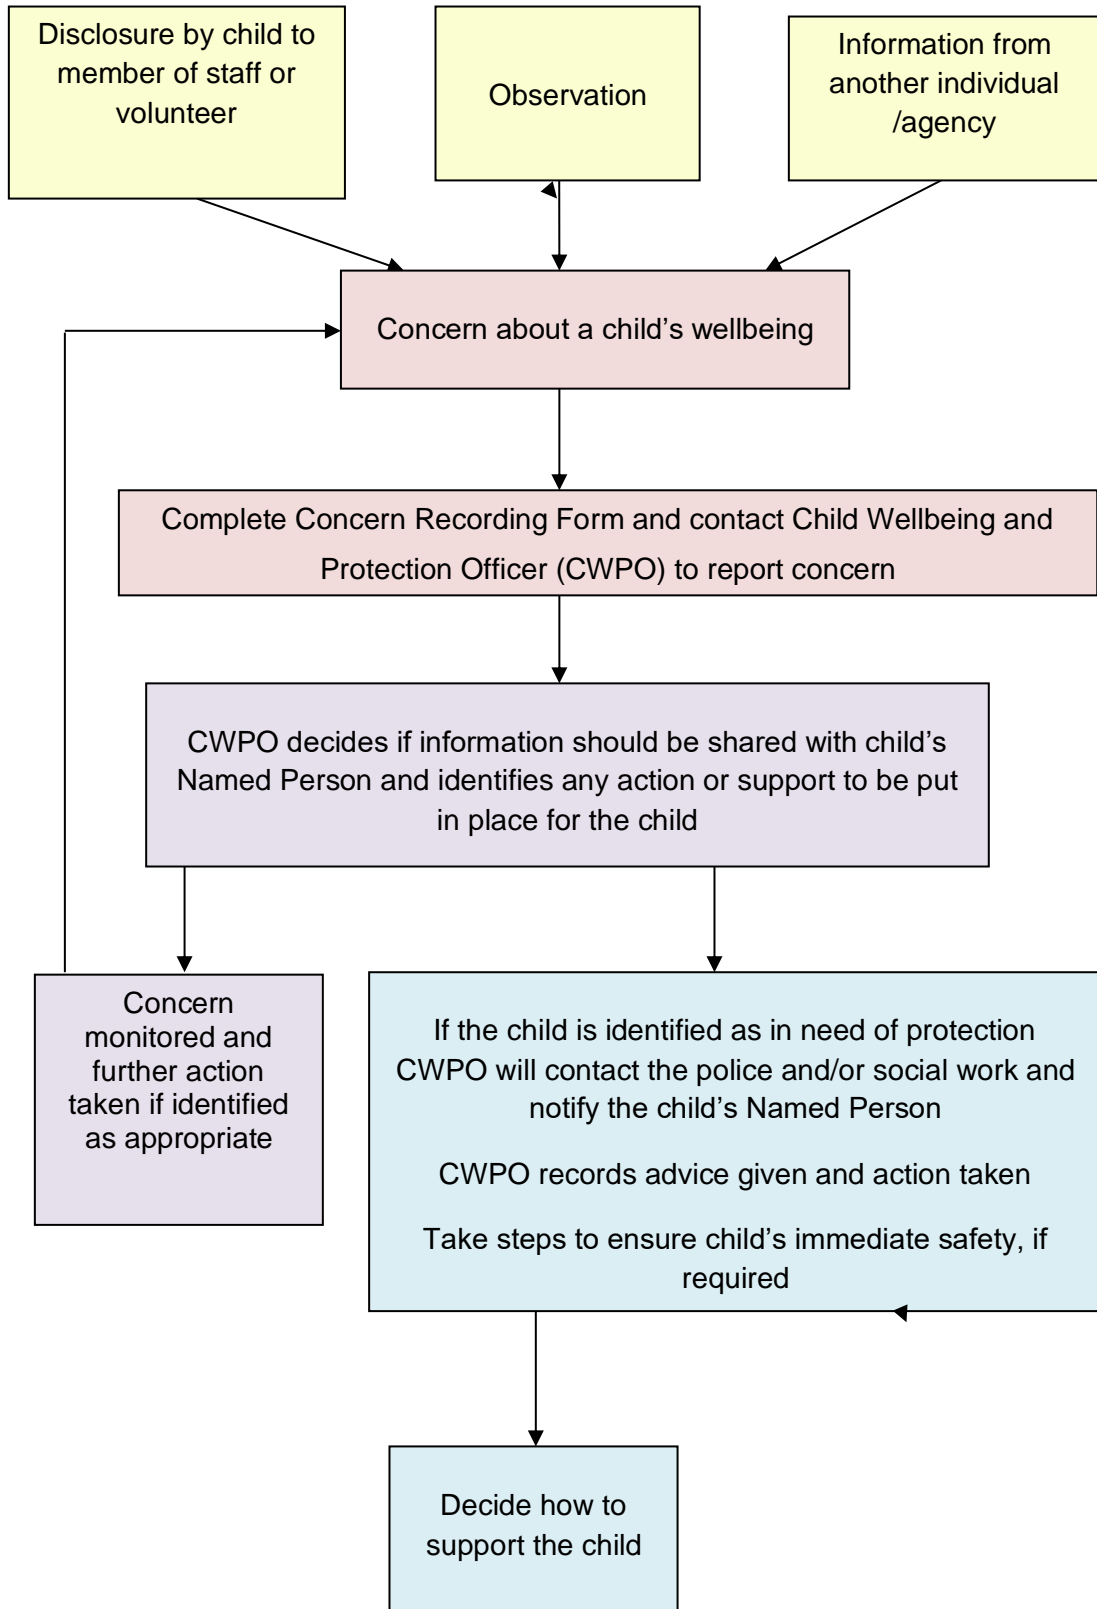 Disclosure by child to
member of staff or
volunteer
Observation
Information from
another individual
/agency
Concern about a child’s wellbeing
Complete Concern Recording Form and contact Child Wellbeing and
Protection Officer (CWPO) to report concern
CWPO decides if information should be shared with child’s
Named Person and identifies any action or support to be put
in place for the child
Concern
monitored and
further action
taken if identified
as appropriate
If the child is identified as in need of protection
CWPO will contact the police and/or social work and
notify the child’s Named Person
CWPO records advice given and action taken
Take steps to ensure child’s immediate safety, if
required
Decide how to
support the child